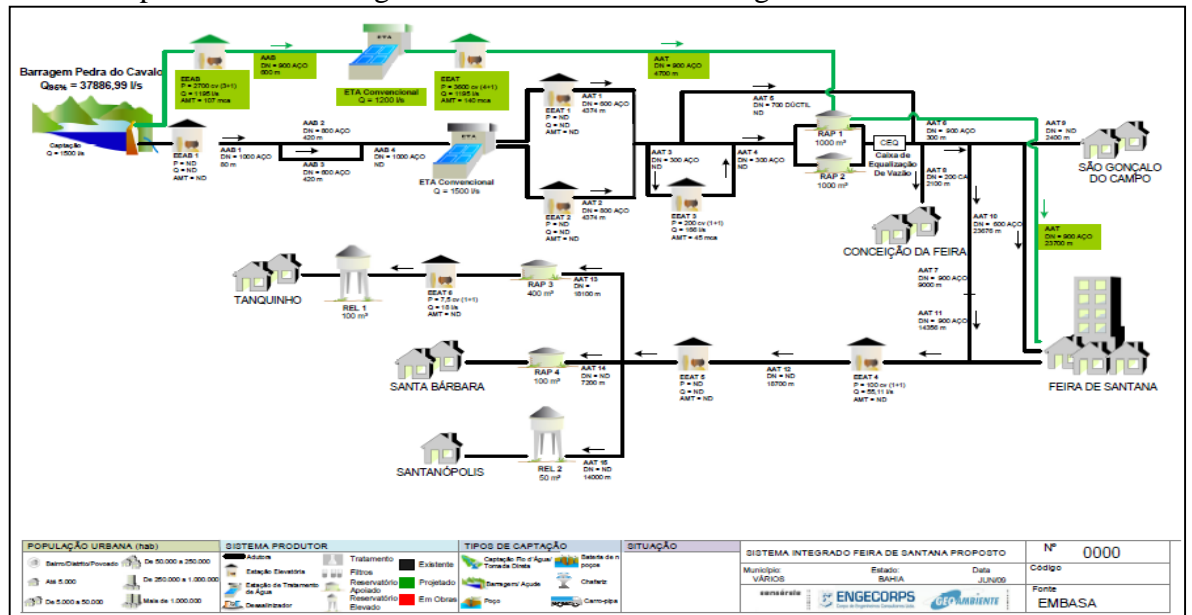 Barragem Pedra do Cavalo
Q95% = 37886,99 l/s
Captação
Q = 1500 l/s
EEAB
P = 2700 cv (3+1)
Q = 1195 l/s
AMT = 107 mca
AAB
DN = 900 AÇO
600 m
ETA Convencional
Q = 1200 l/s
EEAT
P = 3600 cv (4+1)
Q = 1195 l/s
AMT = 140 mca
AAT
DN = 900 AÇO
4700 m
EEAB 1
P = ND
Q = ND
AMT = ND
AAB 1
DN = 1000 AÇO
80 m
AAB 2
DN = 800 AÇO
420 m
AAB 3
DN = 600 AÇO
420 m
AAB 4
DN = 1000 AÇO
ND
ETA
ETA Convencional
Q = 1500 l/s
EEAT 1
P = ND
Q = ND
AMT = ND
AAT 1
DN = 600 AÇO
4374 m
EEAT 2
P = ND
Q = ND
AMT = ND
AAT 2
DN = 800 AÇO
4374 m
AAT 3
DN = 300 AÇO
ND
EEAT 3
P = 200 cv (1+1)
Q = 166 l/s
AMT = 45 mca
AAT 4
DN = 300 AÇO
ND
AAT 5
DN = 700 DÚCTIL
ND
RAP 1
1000 m³
RAP 2
1000 m³
CEQ
Caixa de
Equalização
De Vazão
AAT 6
DN = 900 AÇO
300 m
AAT 8
DN = 200 CA
2100 m
AAT 9
DN = ND
2400 m
SÃO GONÇALO
DO CAMPO
CONCEIÇÃO DA FEIRA
AAT 10
DN = 600 AÇO
23676 m
AAT
DN = 900 AÇO
23700 m
AAT 7
DN = 900 AÇO
9000 m
AAT 11
DN = 900 AÇO
14356 m
FEIRA DE SANTANA
TANQUINHO
REL 1
100 m³
EEAT 6
P = 7,5 cv (1+1)
Q = 18 l/s
AMT = ND
RAP 3
400 m³
AAT 13
DN =
18100 m
SANTA BÁRBARA
RAP 4
100 m³
AAT 14
DN = ND
7200 m
EEAT 5
P = ND
Q = ND
AMT = ND
AAT 12
DN = ND
18700 m
EEAT 4
P = 100 cv (1+1)
Q = 55,11 l/s
AMT = ND
SANTANÓPOLIS
REL 2
50 m³
AAT 15
DN = ND
14000 m
POPULAÇÃO URBANA (hab)
Bairro/Distrito/Povoado
Até 5.000
De 5.000 a 50.000
De 50.000 a 250.000
De 250.000 a 1.000.000
Mais de 1.000.000
SISTEMA PRODUTOR
Adutora
Estação Elevatória
Estação de Tratamento
de Água
Dessalinizador
Tratamento
Filtros
Reservatório
Apoiado
Reservatório
Elevado
Existente
Projetado
Em Obras
TIPOS DE CAPTAÇÃO
Captação Fio d'Água/
Tomada Direta
Barragem/ Açude
Poço
Bateria de n
poços
Chafariz
Carro-pipa
SITUAÇÃO
SISTEMA INTEGRADO FEIRA DE SANTANA PROPOSTO
Município:
VÁRIOS
Estado:
BAHIA
Data
JUN/09
consórcio
ENGECORPS
Corpo de Engenheiros Consultores Ltda.
GEOAMBIENTE
Nº
0000
Código
Fonte
EMBASA